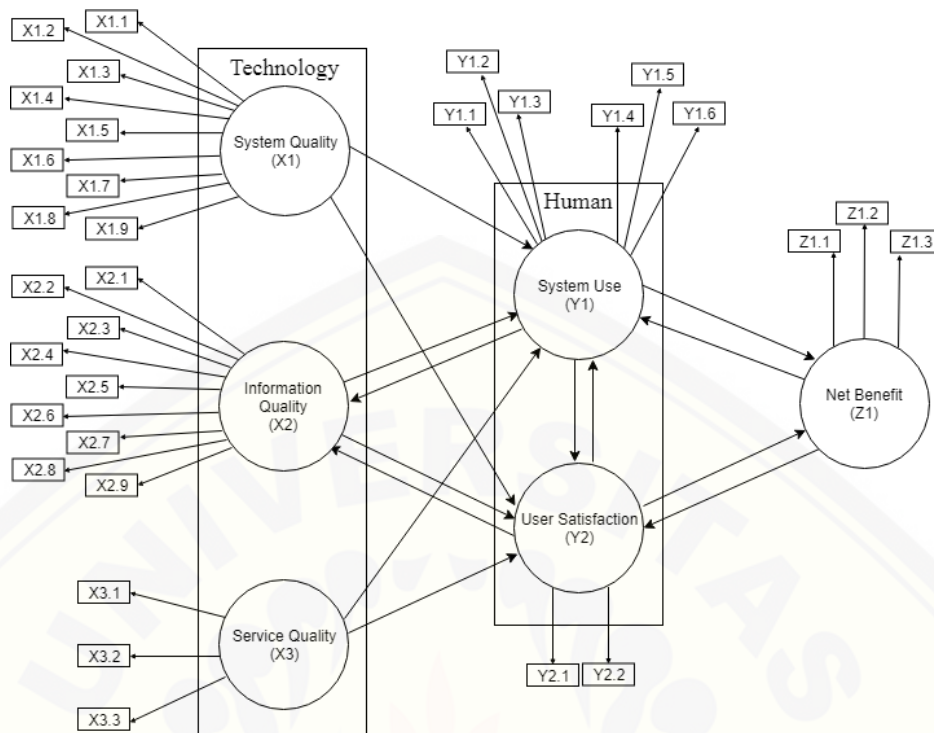 X1.1
X1.2
X1.3
X1.4
X1.5
X1.6
X1.7
X1.8
X1.9
Technology
System Quality
(X1)
X2.1
X2.2
X2.3
X2.4
X2.5
X2.6
X2.7
X2.8
X2.9
Information
Quality
(X2)
X3.1
X3.2
X3.3
Service Quality
(X3)
Y1.1
Y1.2
Y1.3
Y1.4
Y1.5
Y1.6
Human
System Use
(Y1)
User Satisfaction
(Y2)
Y2.1
Y2.2
Z1.1
Z1.2
Z1.3
Net Benefit
(Z1)
UNIVERSITAS